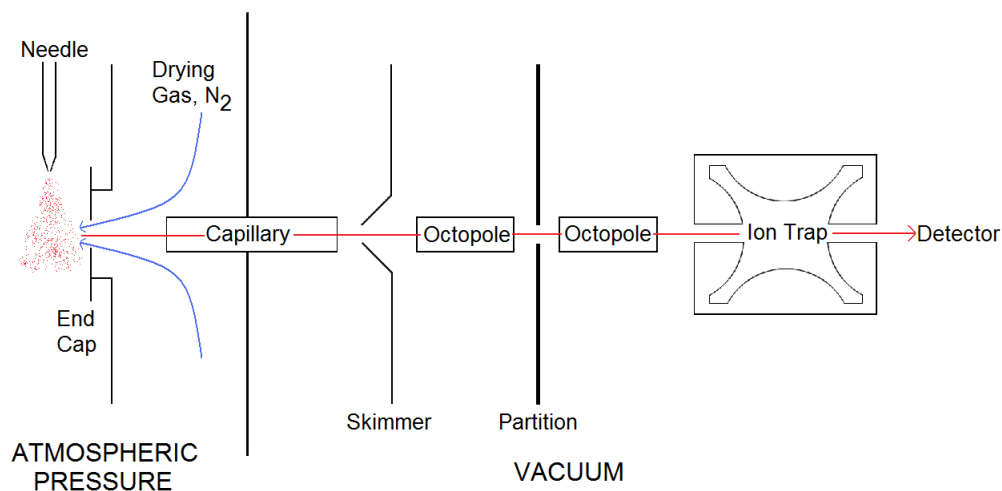 Needle
Drying
Gas, N2
Capillary
Octopole
Octopole
Ion Trap
Detector
End
Cap
Skimmer
Partition
ATMOSPHERIC
PRESSURE
VACUUM